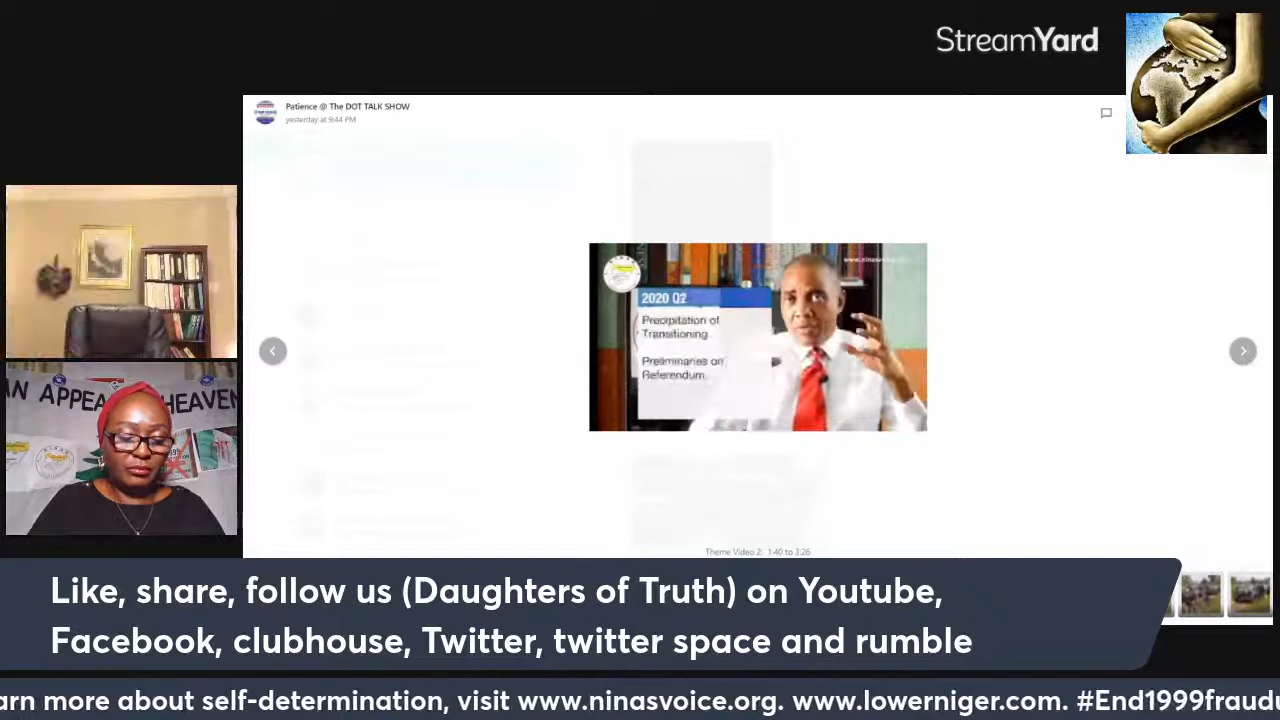 StreamYard
Patience @ The DOT TALK SHOW
yesterday at 9:44 PM
2020 Q2
Precipitation of
Transitioning.
Preliminaries on
Referendum.
AN APPEA HEAVEN
Theme Video 2: 1:40 to 3:26
Like, share, follow us (Daughters of Truth) on Youtube,
Facebook, clubhouse, Twitter, twitter space and rumble
arn more about self-determination, visit www.ninasvoice.org. www.lowerniger.com. #End1999fraudu